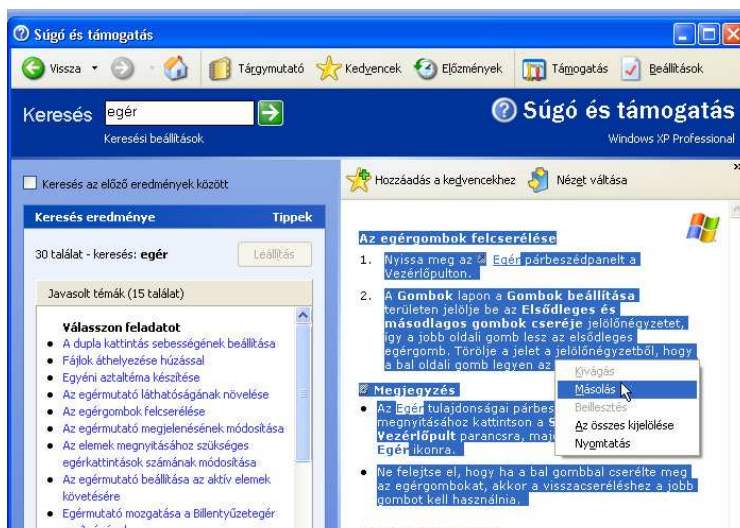 Súgó és támogatás
Vissza
Tárgymutató
Kedvencek
Előzmények
Támogatás
Beállítások
Keresés
egér
Keresési beállítások
Súgó és támogatás
Windows XP Professional
Keresés az előző eredmények között
Keresés eredménye
Tippek
30 találat - keresés: egér
Leállítás
Javasolt témák (15 találat)
Válasszon feladatot
A dupla kattintás sebességének beállítása
Fájlok áthelyezése húzással
Egyéni aztaltéma készítése
Az egérmutató láthatóságának növelése
Az egérgombok felcserélése
Az egérmutató megjelenésének módosítása
Az elemek megnyitásához szükséges
egérkattintások számának módosítása
Az egérmutató beállítása az aktív elemek
követésére
Egérmutató mozgatása a Billentyűzetegér
Hozzáadás a kedvencekhez
Nézet váltása
Az egérgombok felcserélése
1. Nyissa meg az Egér párbeszédpanelt a
Vezérlőpulton.
2. A Gombok lapon a Gombok beállítása
területen jelölje be az Elsődleges és
másodlagos gombok cseréje jelölőnégyzetet,
így a jobb oldali gomb lesz az elsődleges
egérgomb. Törölje a jelet a jelölőnégyzetből, hogy
a bal oldali gomb legyen az
Megjegyzés
Az Egér tulajdonságai
megnyitásához kattintson a
Vezérlőpult parancsra,
Egér ikonra.
Ne felejtse el, hogy ha a bal gombbal cserélte meg
az egérgombokat, akkor a visszacseréléshez a jobb
gombot kell használnia.
Kivágás
Másolás
Beillesztés
Az összes kijelölése
Nyomtatás